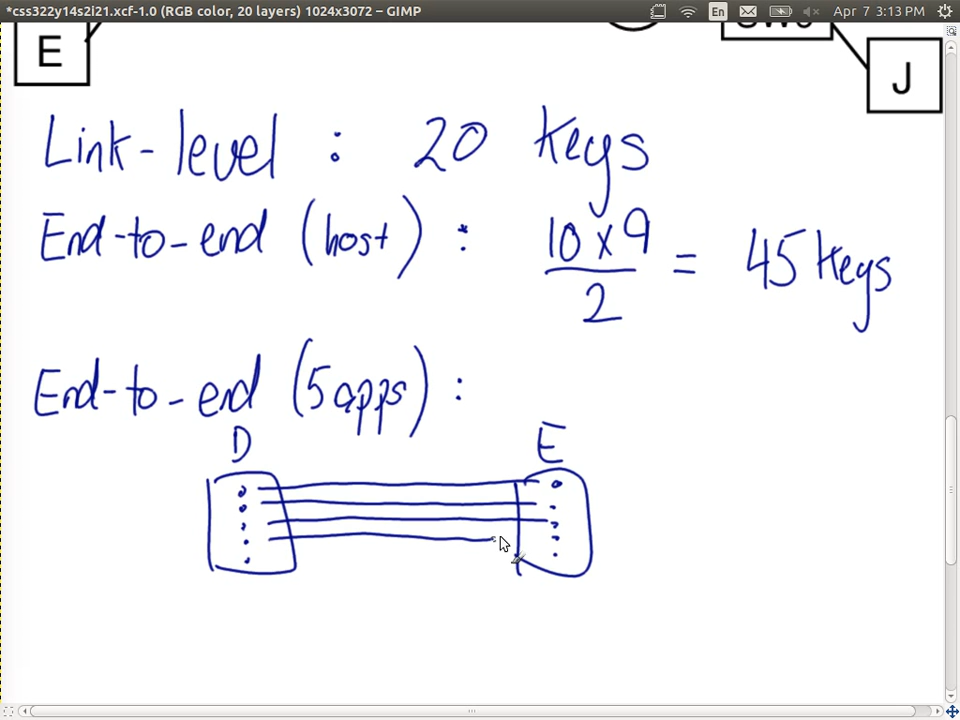 *css322y14s2i21.xcf-1.0 (RGB color, 20 layers) 1024x3072 – GIMP
En
Apr 7 3:13 PM
E
J
Link-level : 20 Keys
End-to-end (host) : 10 x 9 / 2 = 45 Keys
End-to-end (5 apps) :
D E